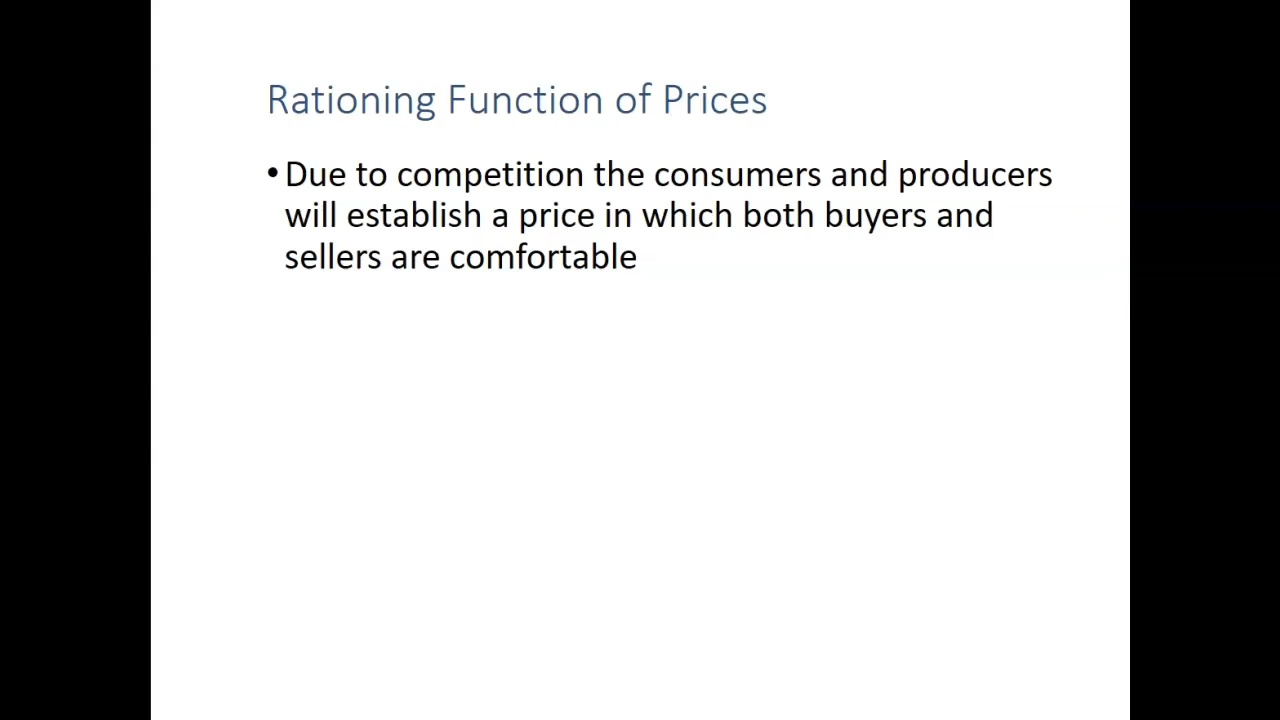 Rationing Function of Prices
•Due to competition the consumers and producers
will establish a price in which both buyers and
sellers are comfortable